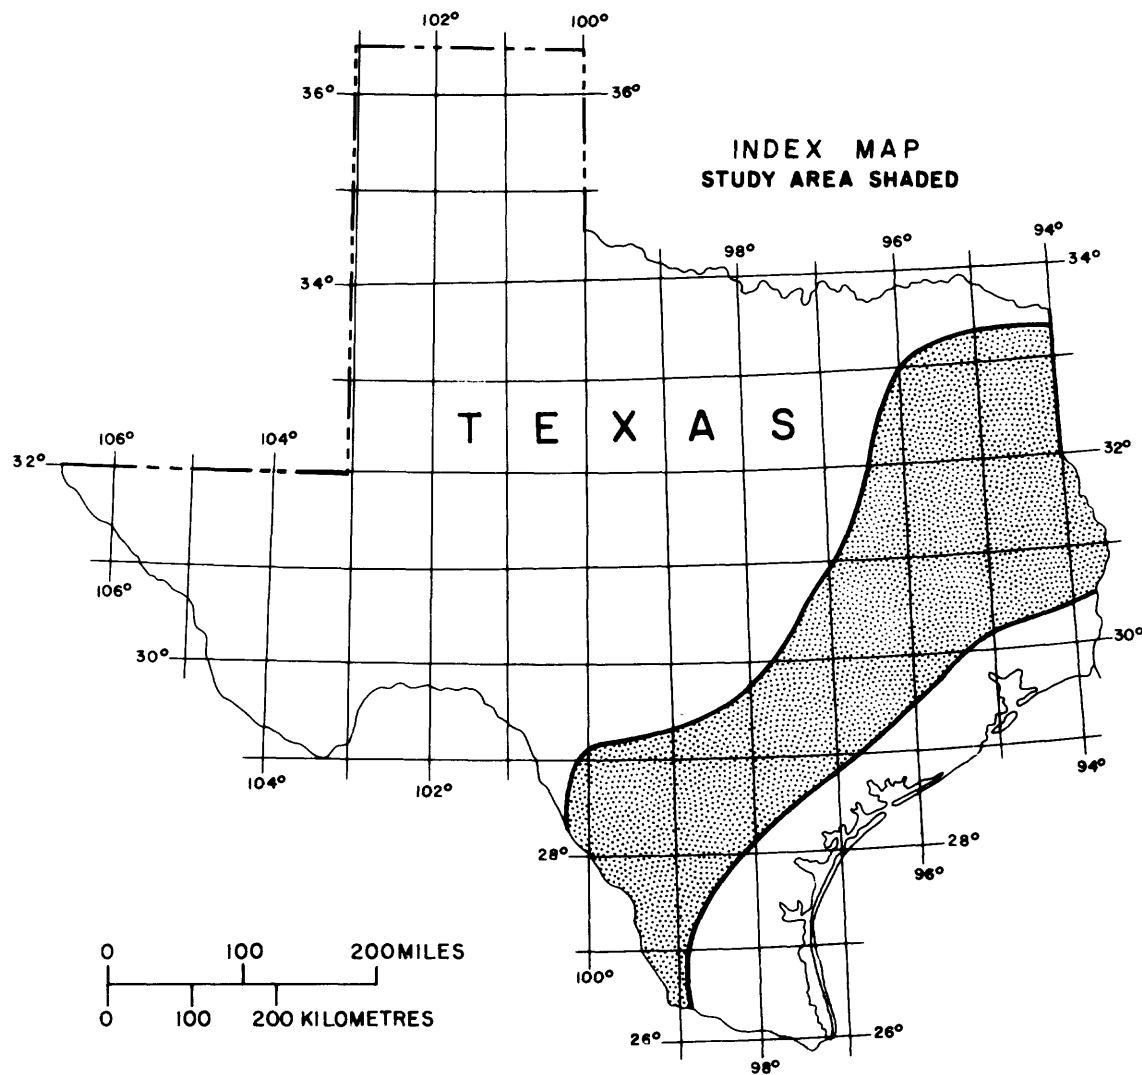 102° 100°
36° 36°
INDEX MAP
STUDY AREA SHADED
98° 96° 94°
34° 34°
TEXAS
106° 104°
32° 32°
106°
30° 30°
104° 102° 94°
28° 28°
96°
0 100 200 MILES
100°
0 100 200 KILOMETRES
26° 26°
98°